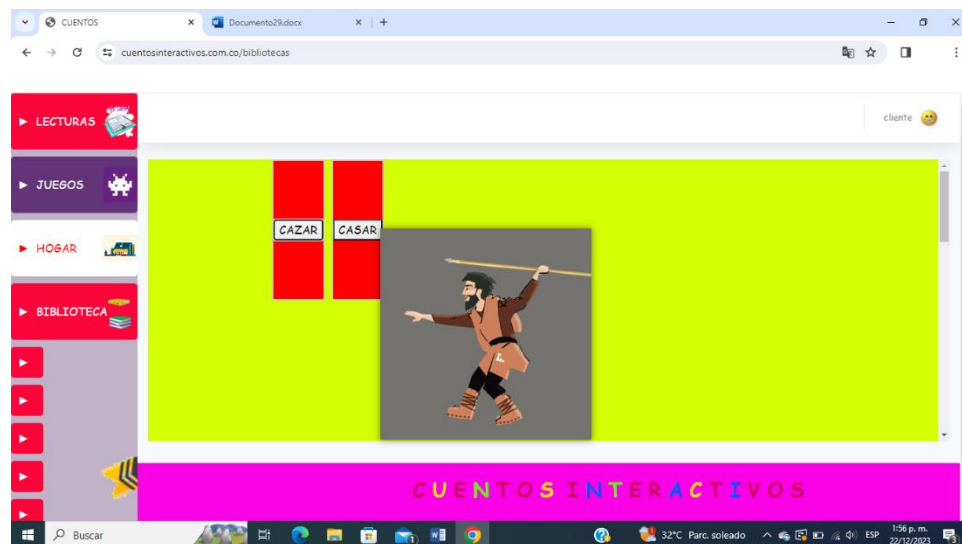 CUENTOS
Documento29.docx
cuentosinteractivos.com.co/bibliotecas
LECTURAS
cliente
JUEGOS
CAZAR CASAR
HOGAR
BIBLIOTECA
CUENTOS INTERACTIVOS
Buscar
32°C Parc. soleado
ESP
1:56 p. m.
22/12/2023